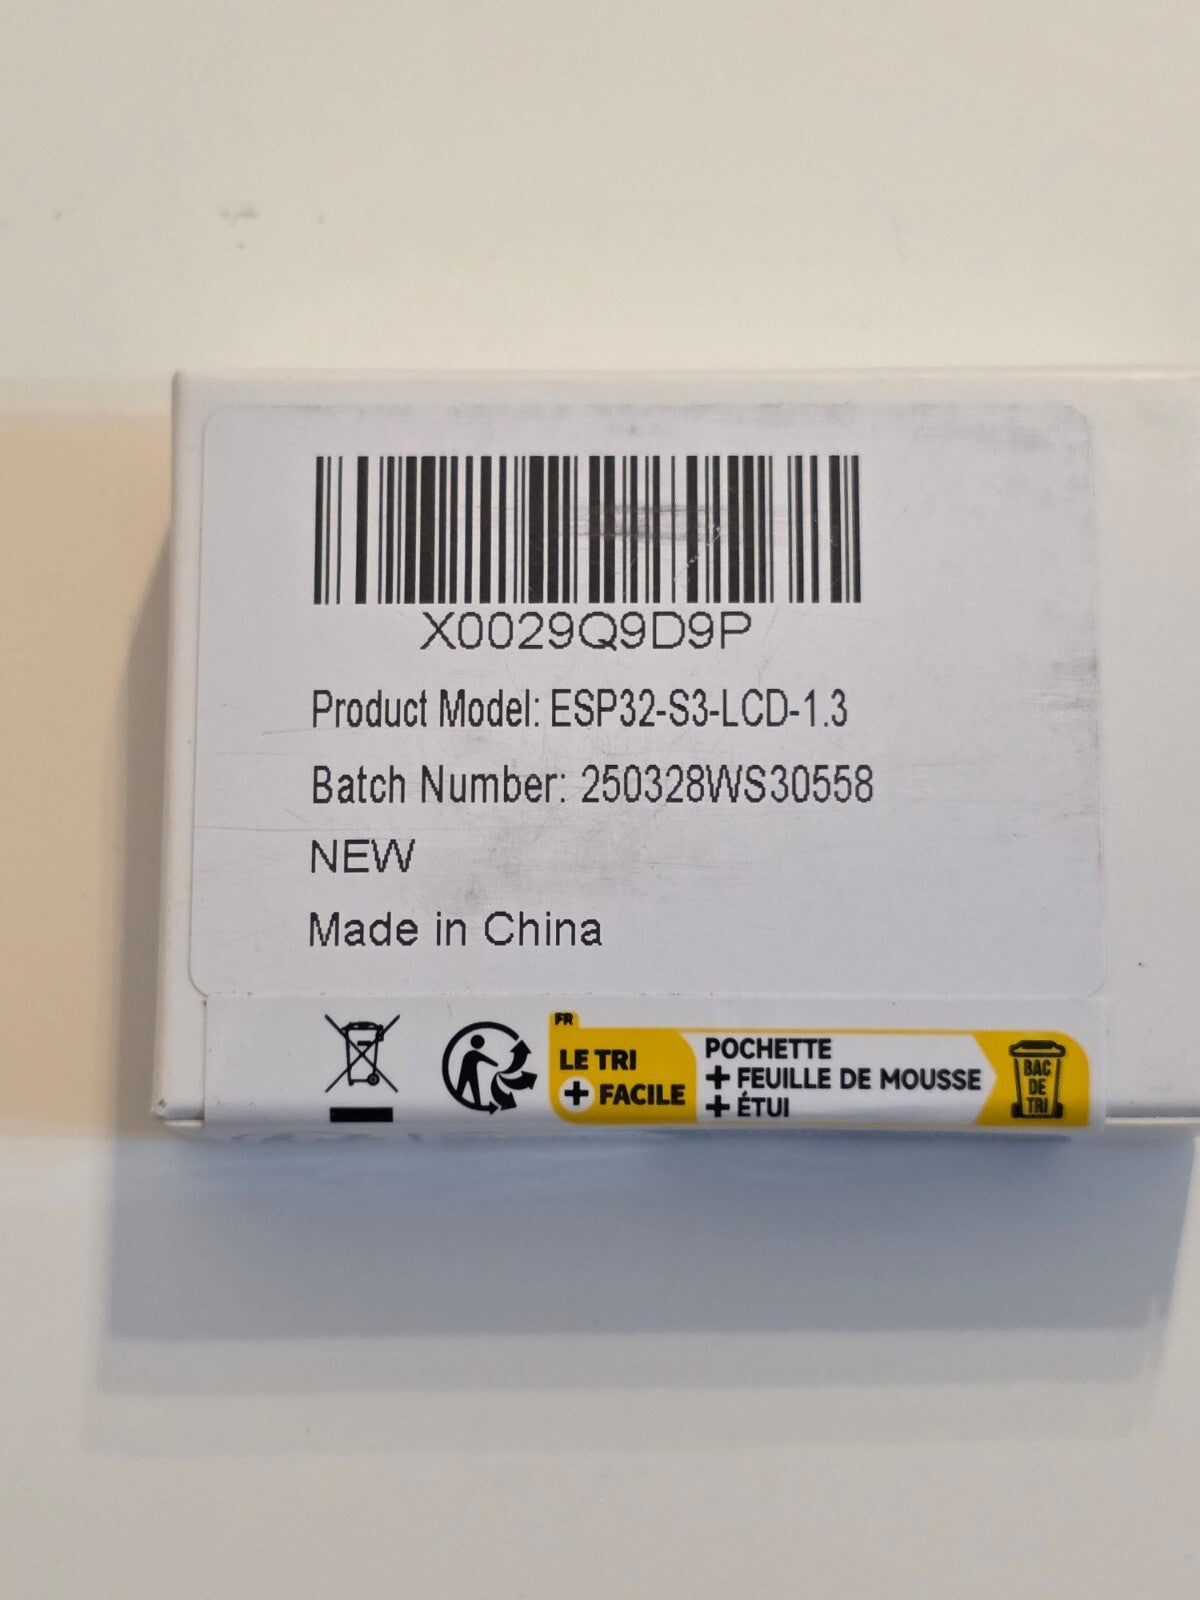 X0029Q9D9P
Product Model: ESP32-S3-LCD-1.3
Batch Number: 250328WS30558
NEW
Made in China
FR
LE TRI
+ FACILE
POCHETTE
+ FEUILLE DE MOUSSE
+ ÉTUI
BAC
DE
TRI